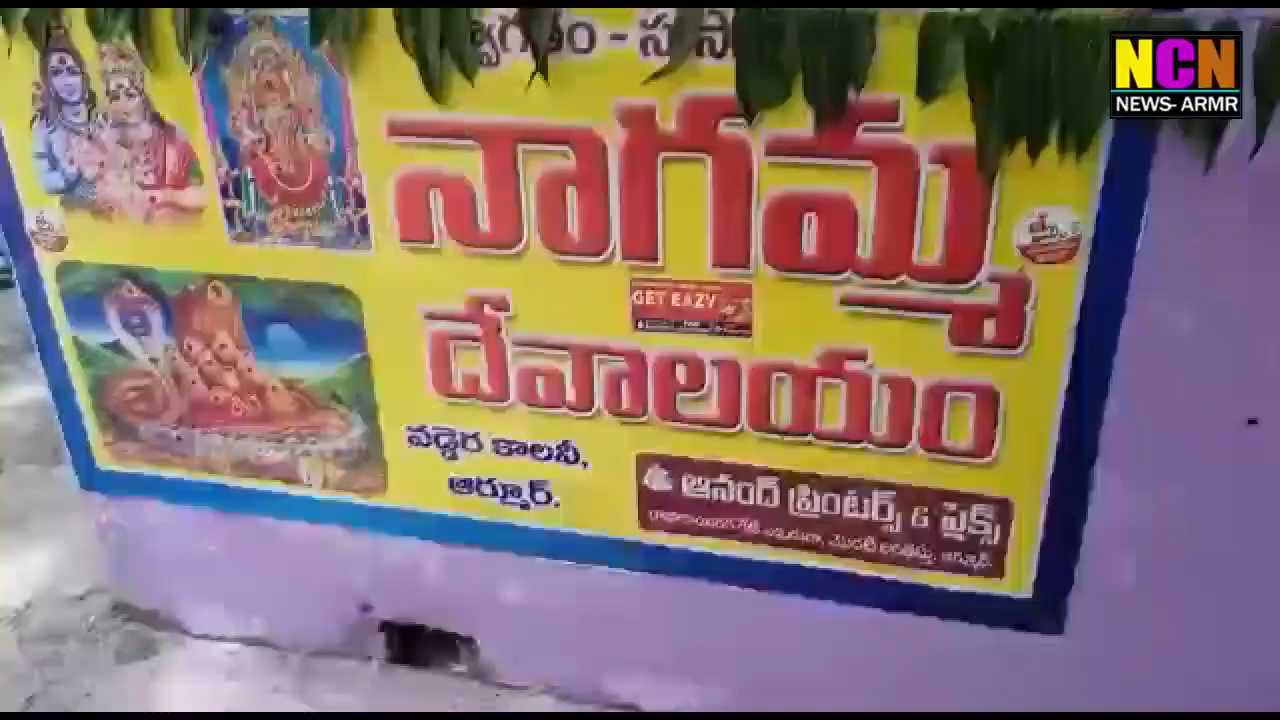 NCN
NEWS- ARMR
నాగమ్మ
GET EAZY
దేవాలయం
వడ్డెర కాలనీ,
ఆర్మూర్.
ఆనంద్ ప్రింటర్స్ & ఫ్లెక్స్